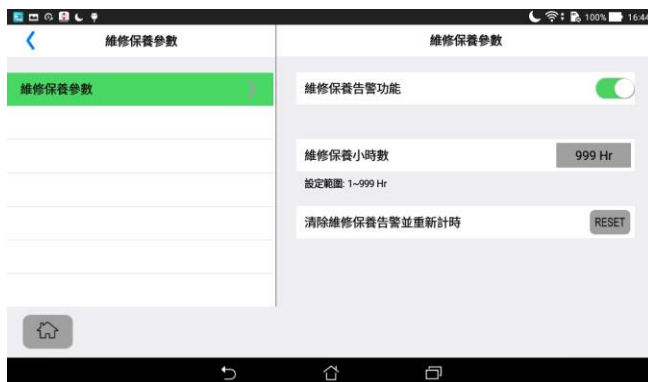 100% 16:44
維修保養參數
維修保養參數
維修保養參數
維修保養告警功能
維修保養小時數 999 Hr
設定範圍: 1~999 Hr
清除維修保養告警並重新計時 RESET